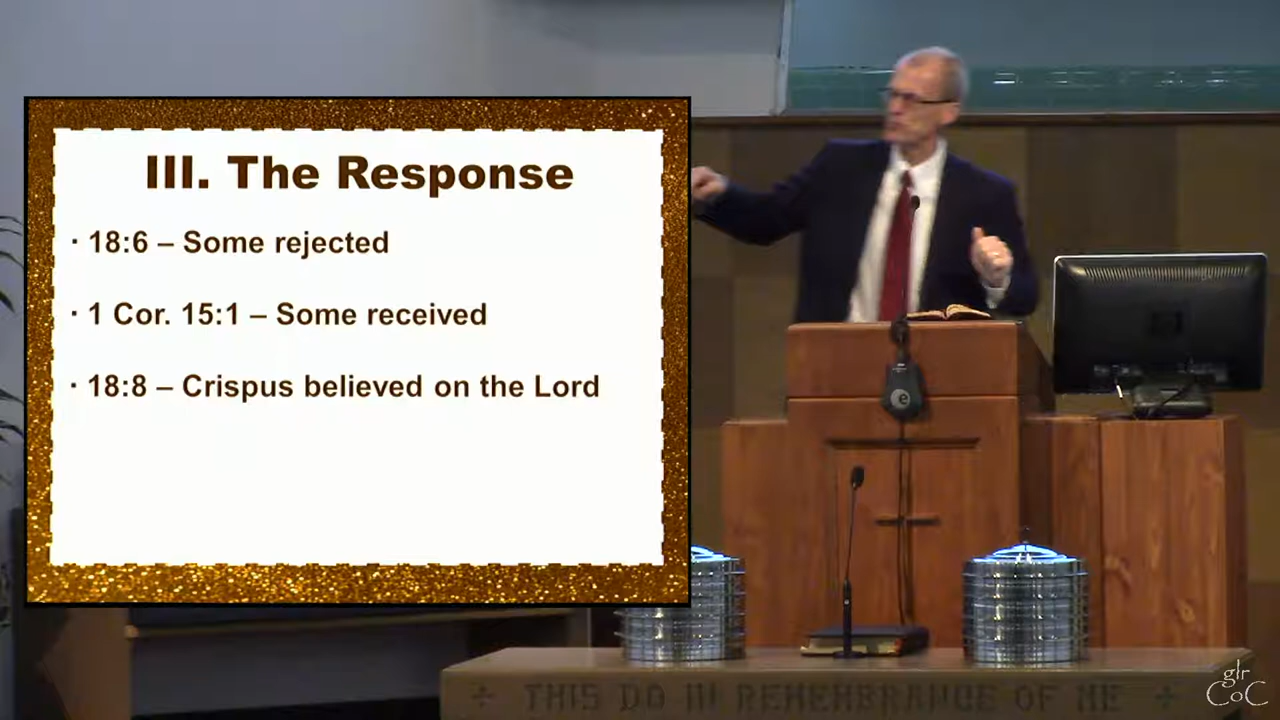 III. The Response
· 18:6 – Some rejected
· 1 Cor. 15:1 – Some received
· 18:8 – Crispus believed on the Lord
e
THIS DO IN REMEMBRANCE OF ME
glr
CoC